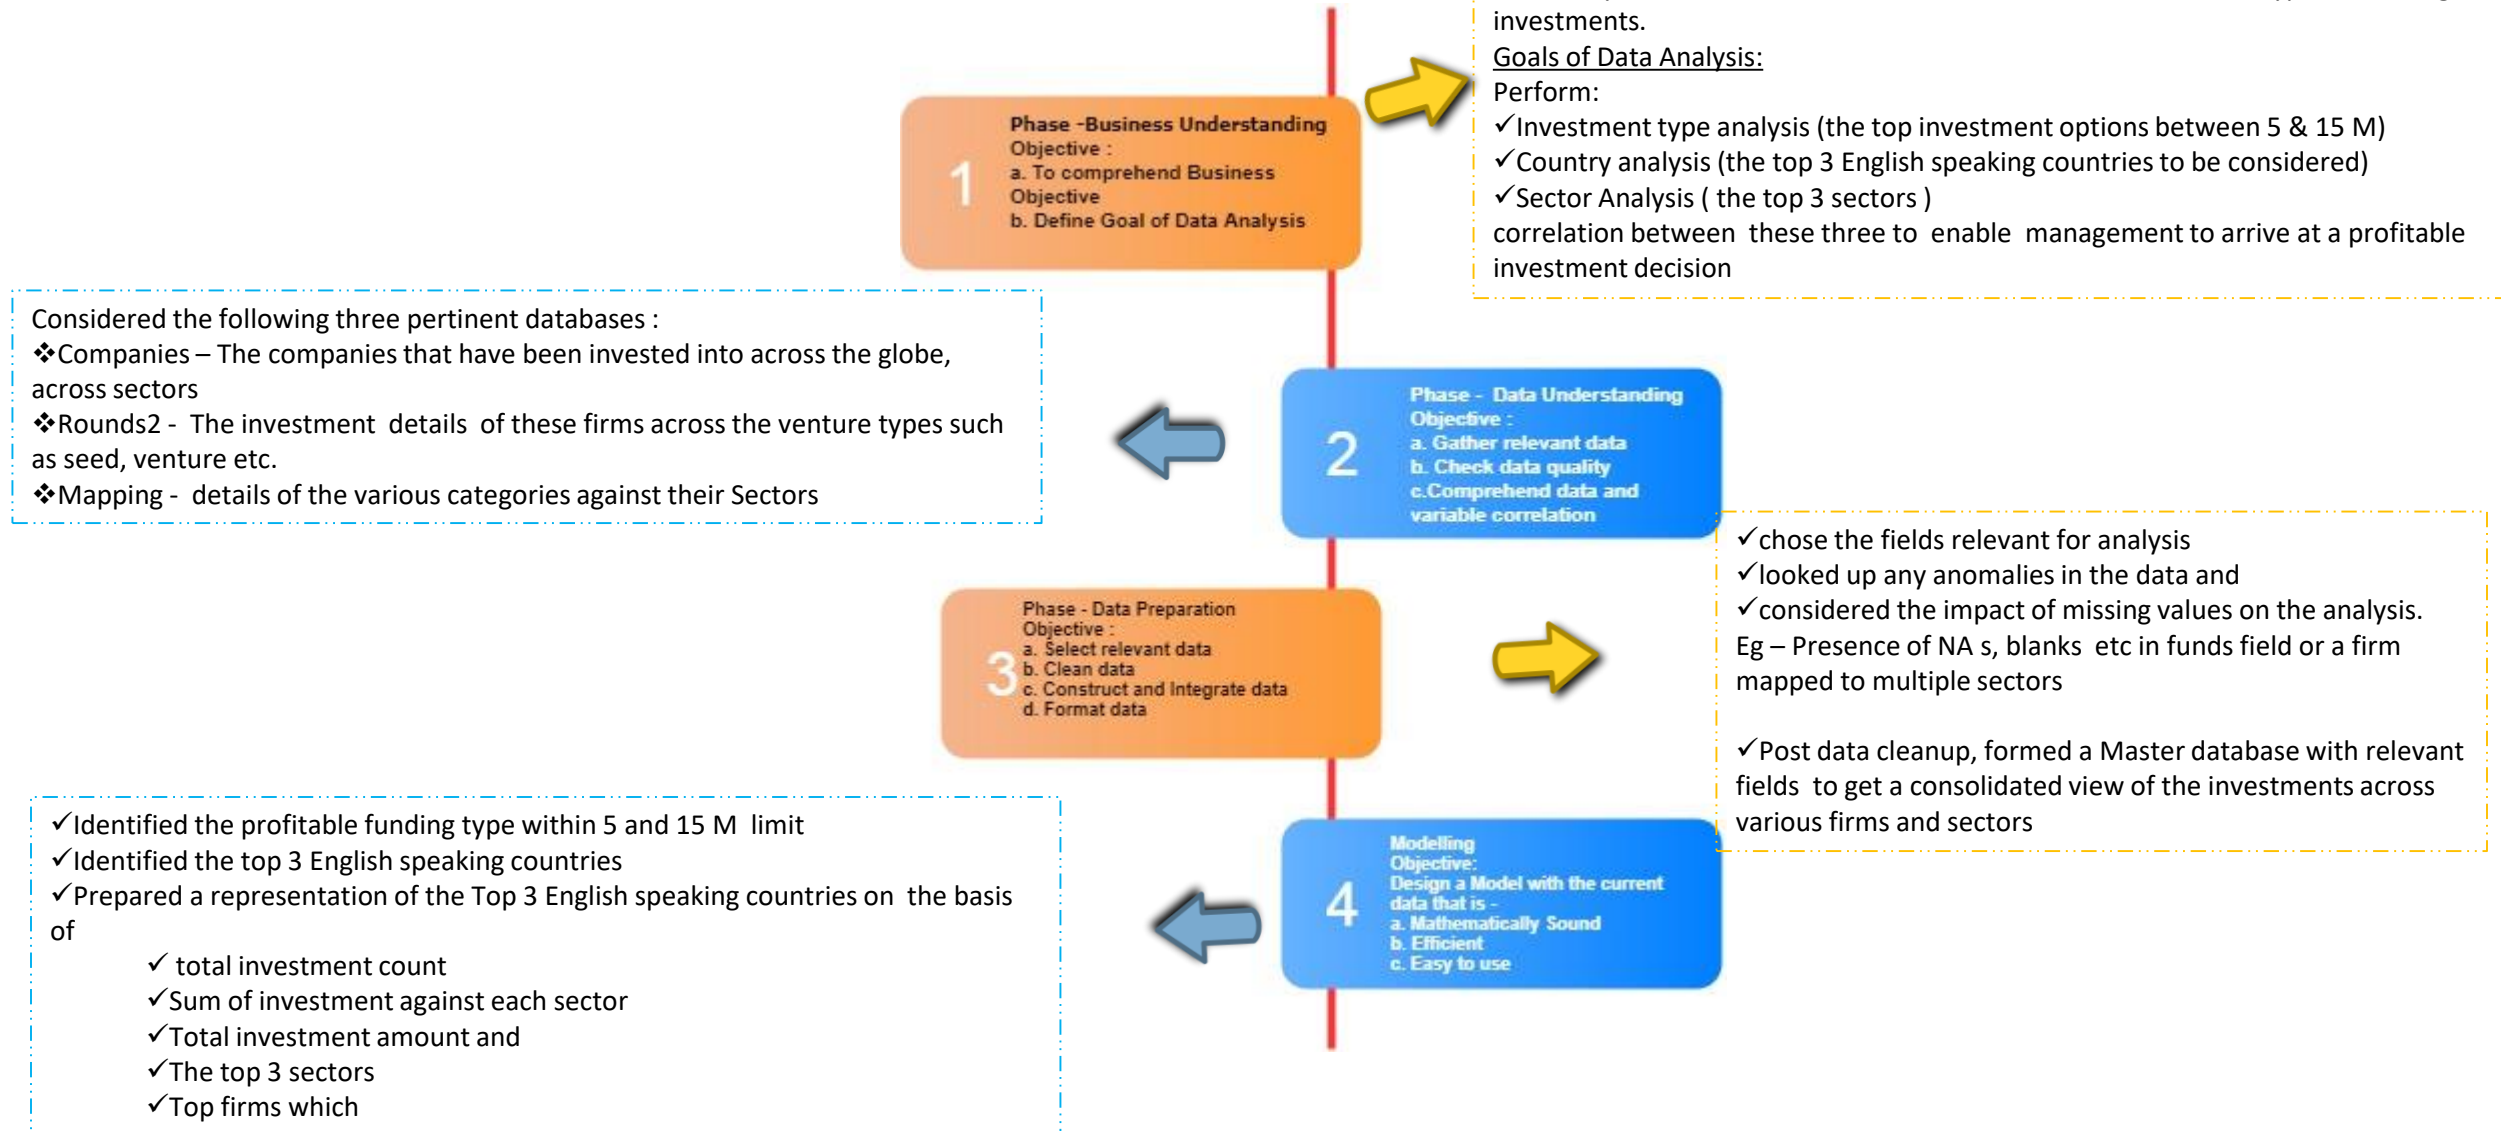 investments.
Goals of Data Analysis:
Perform:
✓Investment type analysis (the top investment options between 5 & 15 M)
✓Country analysis (the top 3 English speaking countries to be considered)
✓Sector Analysis ( the top 3 sectors )
correlation between these three to enable management to arrive at a profitable
investment decision
1
Phase -Business Understanding
Objective :
a. To comprehend Business
Objective
b. Define Goal of Data Analysis
Considered the following three pertinent databases :
❖Companies – The companies that have been invested into across the globe,
across sectors
❖Rounds2 - The investment details of these firms across the venture types such
as seed, venture etc.
❖Mapping - details of the various categories against their Sectors
2
Phase - Data Understanding
Objective :
a. Gather relevant data
b. Check data quality
c.Comprehend data and
variable correlation
3
Phase - Data Preparation
Objective :
a. Select relevant data
b. Clean data
c. Construct and Integrate data
d. Format data
✓chose the fields relevant for analysis
✓looked up any anomalies in the data and
✓considered the impact of missing values on the analysis.
Eg – Presence of NA s, blanks etc in funds field or a firm
mapped to multiple sectors
✓Post data cleanup, formed a Master database with relevant
fields to get a consolidated view of the investments across
various firms and sectors
✓Identified the profitable funding type within 5 and 15 M limit
✓Identified the top 3 English speaking countries
✓Prepared a representation of the Top 3 English speaking countries on the basis
of
✓ total investment count
✓Sum of investment against each sector
✓Total investment amount and
✓The top 3 sectors
✓Top firms which
4
Modelling
Objective:
Design a Model with the current
data that is -
a. Mathematically Sound
b. Efficient
c. Easy to use